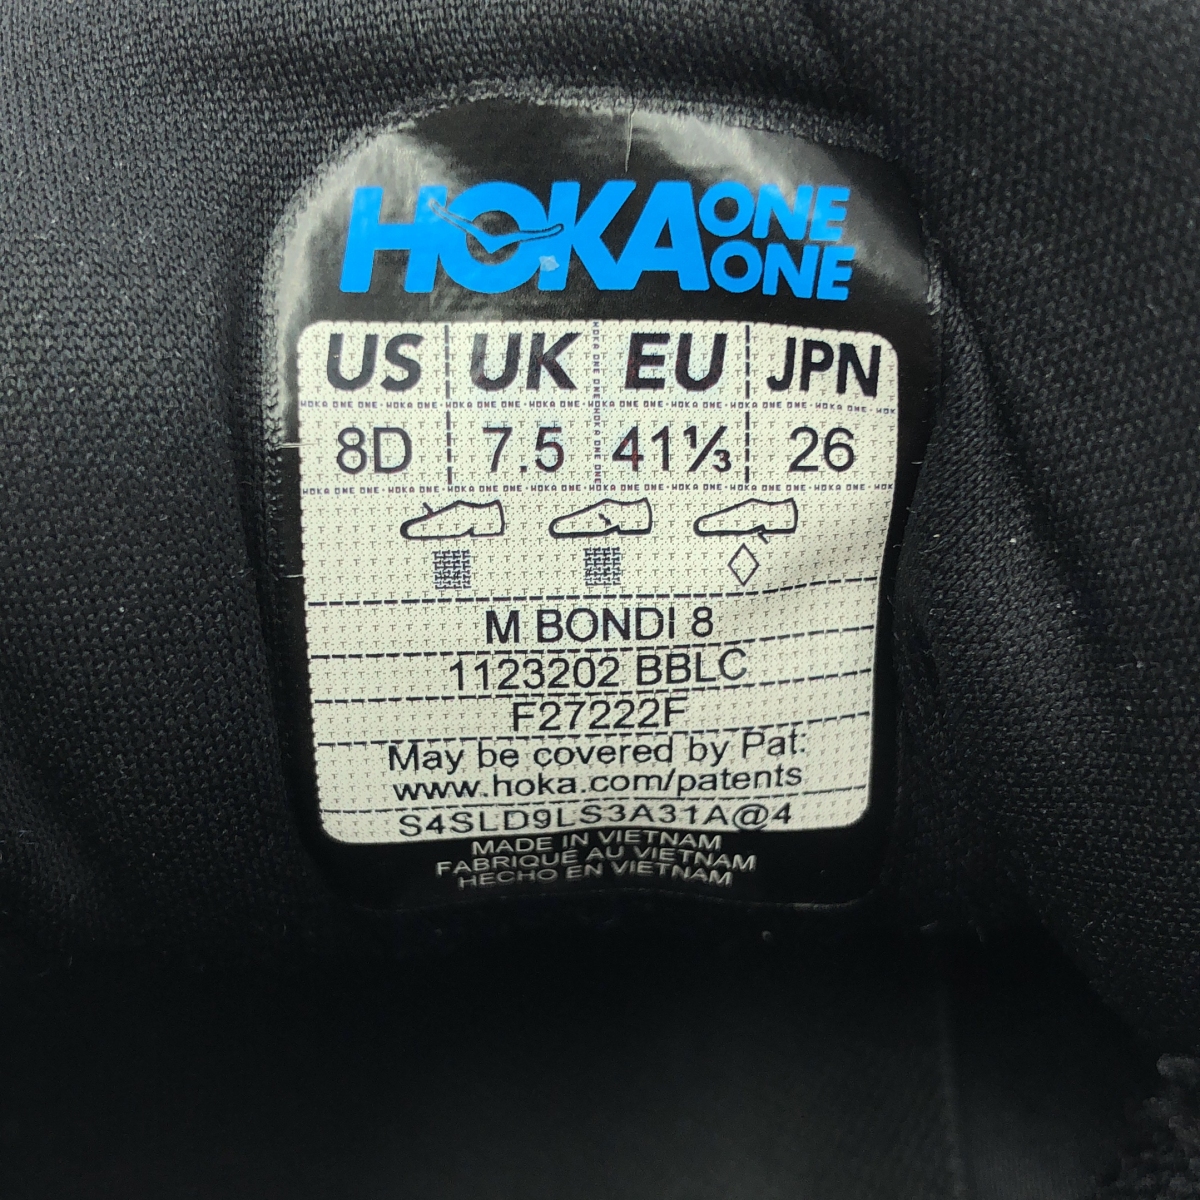 HOKA ONE ONE
US UK EU JPN
8D 7.5 41⅓ 26
M BONDI 8
1123202 BBLC
F27222F
May be covered by Pat:
www.hoka.com/patents
S4SLD9LS3A31A@4
MADE IN VIETNAM
FABRIQUÉ AU VIETNAM
HECHO EN VIETNAM